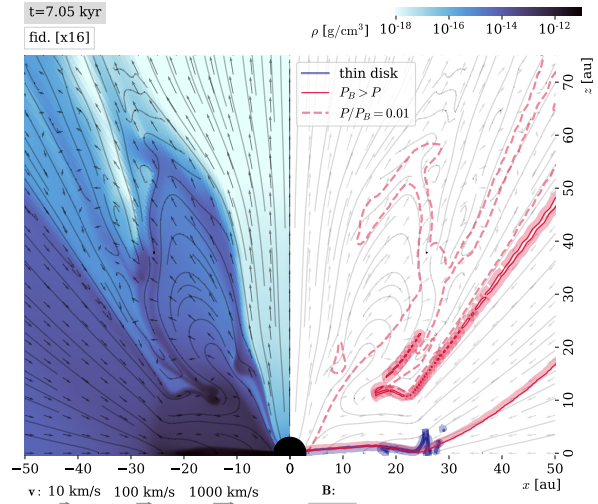 t=7.05 kyr
fid. [x16]
ρ [g/cm³]
10⁻¹⁸ 10⁻¹⁶ 10⁻¹⁴ 10⁻¹²
thin disk
P_B > P
P/P_B = 0.01
z [au]
70
60
50
40
30
20
10
0
−50 −40 −30 −20 −10 0 10 20 30 40 50
x [au]
v: 10 km/s 100 km/s 1000 km/s B: